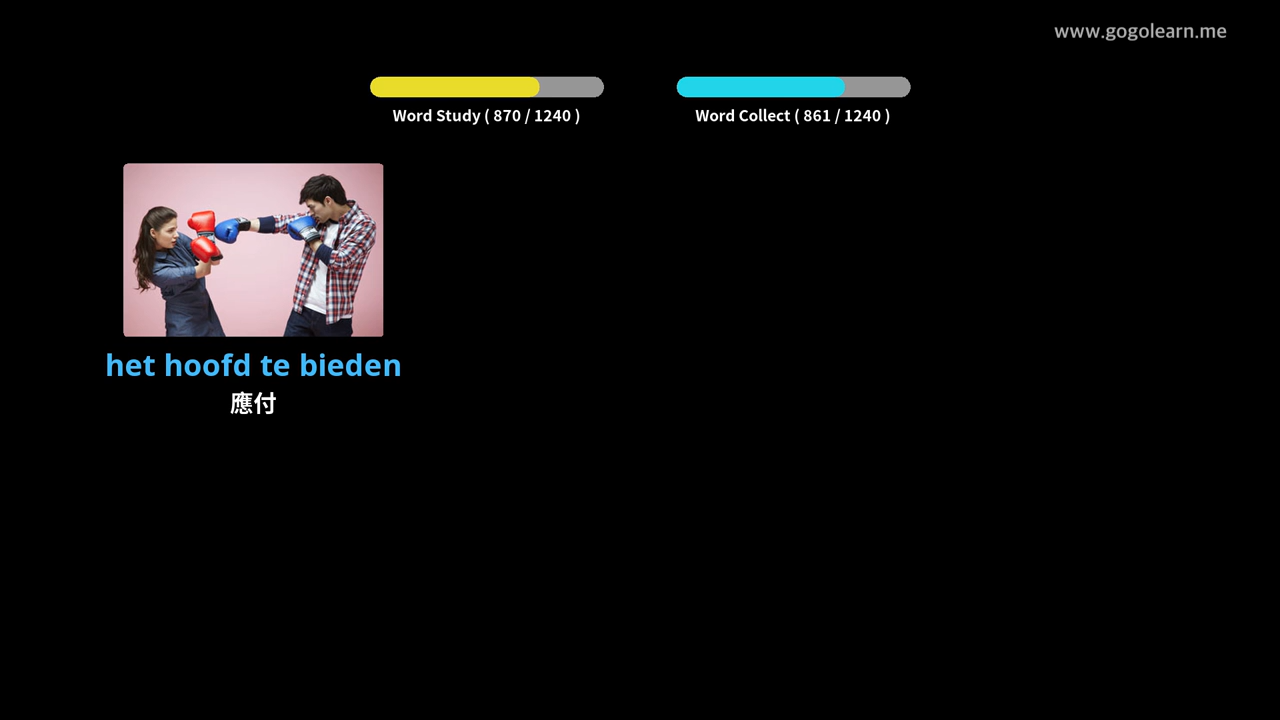 www.gogolearn.me
Word Study ( 870 / 1240 )
Word Collect ( 861 / 1240 )
het hoofd te bieden
應付